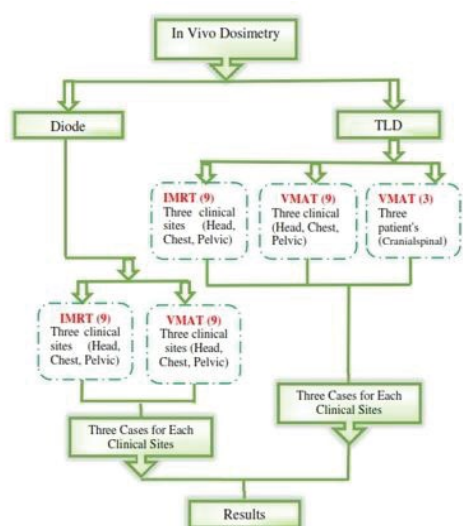 In Vivo Dosimetry
Diode
TLD
IMRT (9)
Three clinical
sites (Head,
Chest, Pelvic)
VMAT (9)
Three clinical
(Head, Chest,
Pelvic)
VMAT (3)
Three
patient's
(Cranialspinal)
IMRT (9)
Three clinical
sites (Head,
Chest, Pelvic)
VMAT (9)
Three clinical
sites (Head,
Chest, Pelvic)
Three Cases for Each
Clinical Sites
Three Cases for Each
Clinical Sites
Results